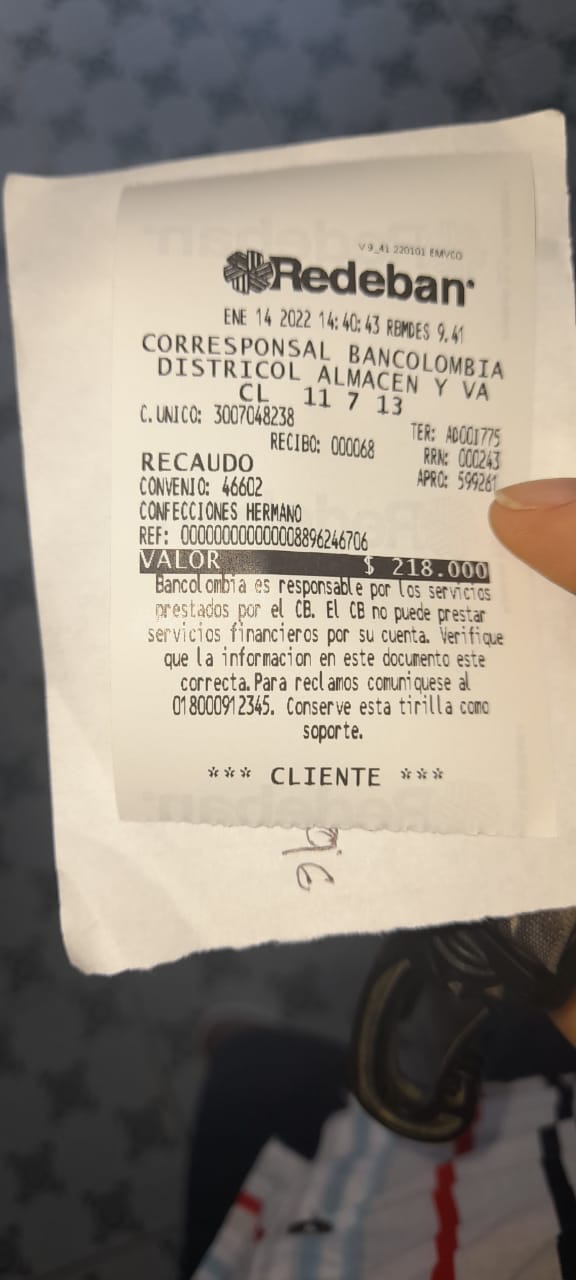 V 9_41 220101 EMVCO
Redeban
ENE 14 2022 14:40:43 RBMDES 9.41
CORRESPONSAL BANCOLOMBIA
DISTRICOL ALMACEN Y VA
CL 11 7 13
C.UNICO: 3007048238
TER: AD001775
RECIBO: 000068
RRN: 000243
RECAUDO
APRO: 599261
CONVENIO: 46602
CONFECCIONES HERMANO
REF: 000000000000008896246706
VALOR $ 218.000
Bancolombia es responsable por los servicios
prestados por el CB. El CB no puede prestar
servicios financieros por su cuenta. Verifique
que la informacion en este documento este
correcta.Para reclamos comuniquese al
018000912345. Conserve esta tirilla como
soporte.
*** CLIENTE ***